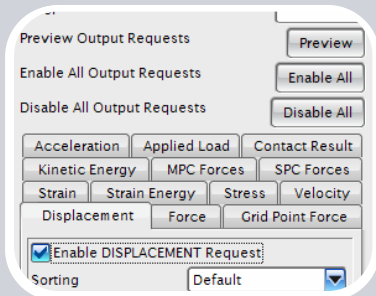 Preview Output Requests Preview
Enable All Output Requests Enable All
Disable All Output Requests Disable All
Acceleration Applied Load Contact Result
Kinetic Energy MPC Forces SPC Forces
Strain Strain Energy Stress Velocity
Displacement Force Grid Point Force
Enable DISPLACEMENT Request
Sorting Default